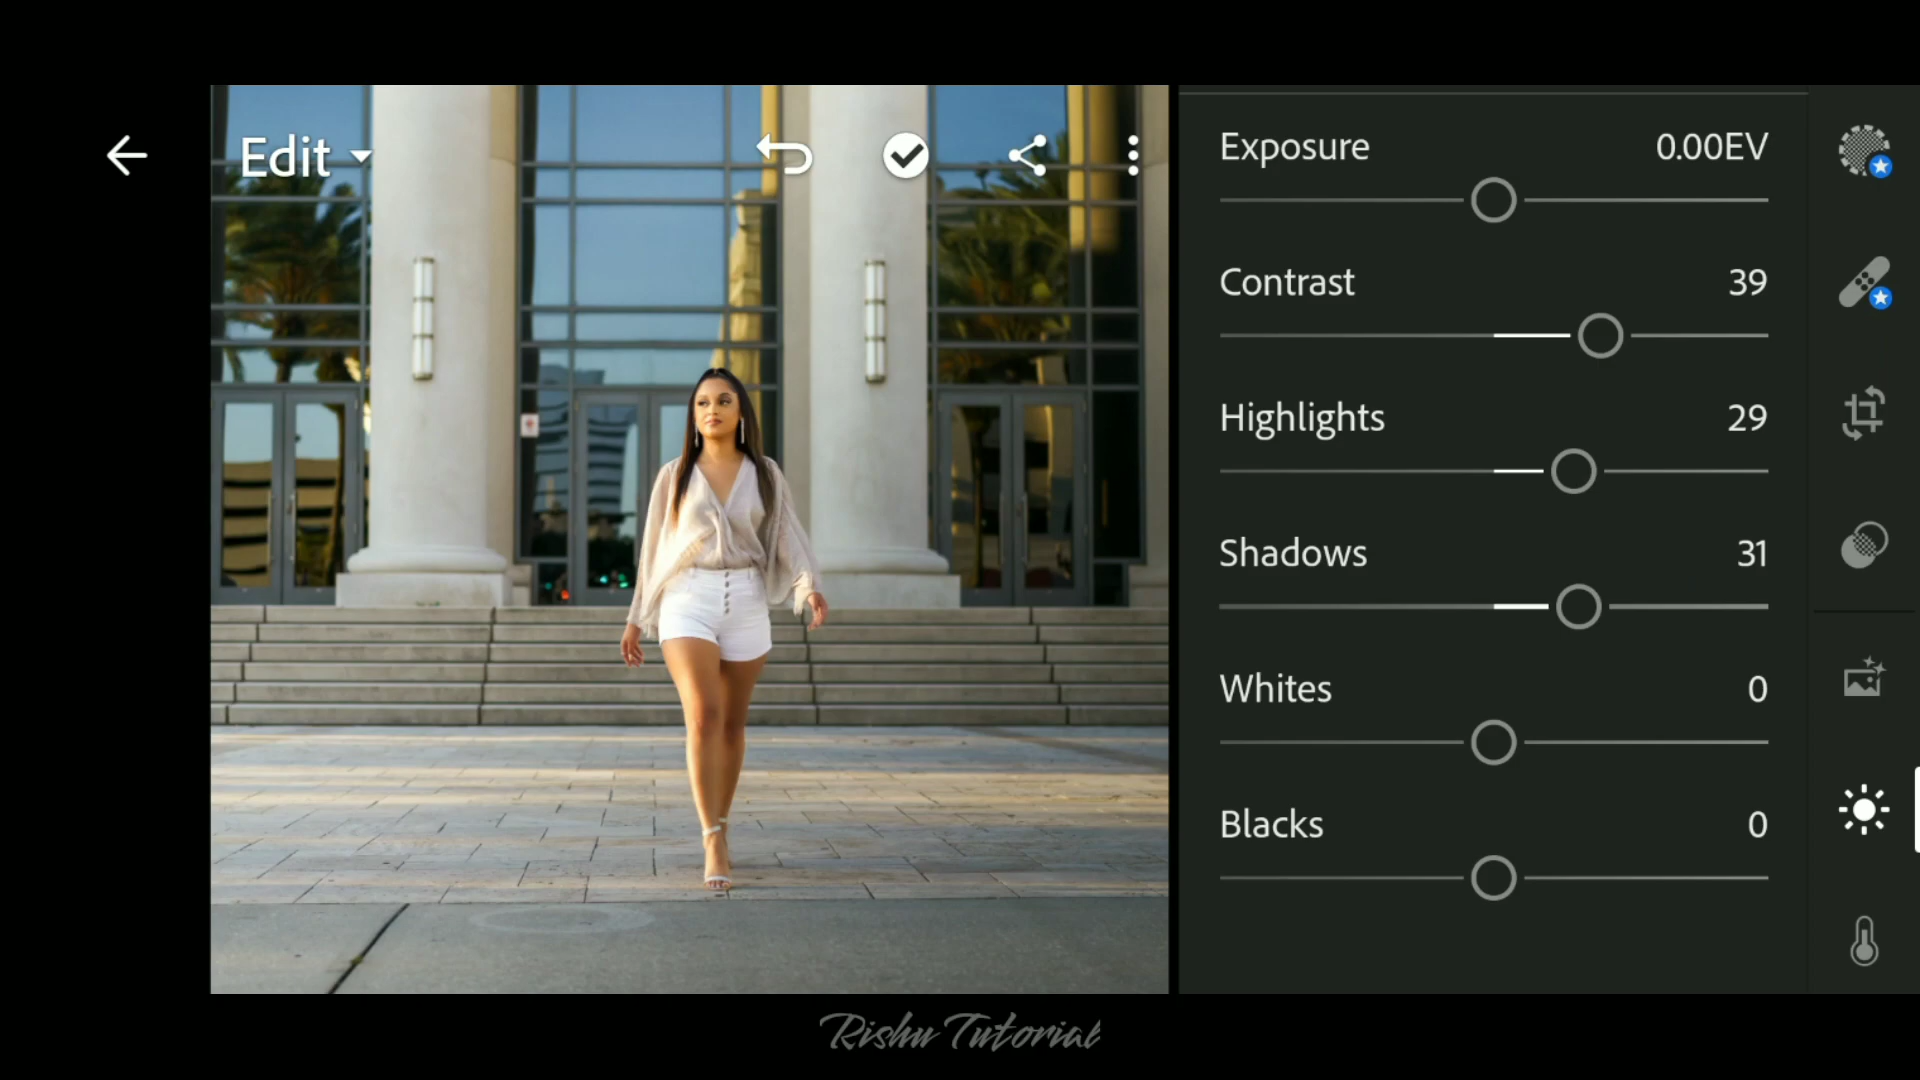 Edit
Exposure 0.00EV
Contrast 39
Highlights 29
Shadows 31
Whites 0
Blacks 0
Rishu Tutorial